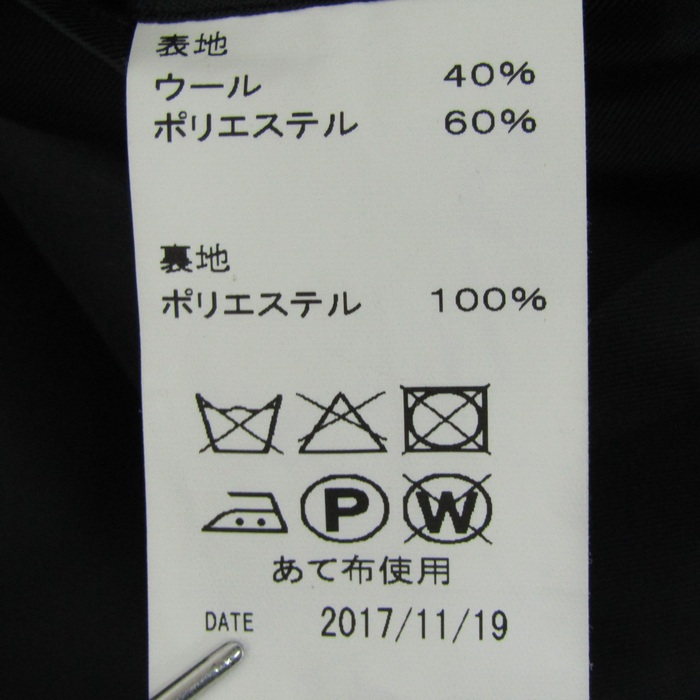 表地
ウール 40%
ポリエステル 60%
裏地
ポリエステル 100%
P W
あて布使用
DATE 2017/11/19